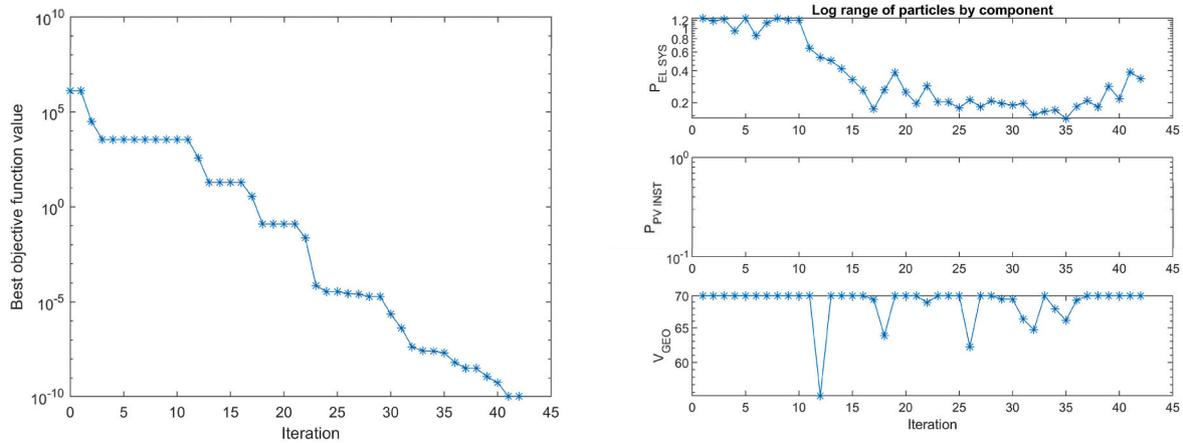 Best objective function value
10^10
10^5
10^0
10^-5
10^-10
0 5 10 15 20 25 30 35 40 45
Iteration
Log range of particles by component
P_EL SYS
1.2
1
0.8
0.6
0.4
0.2
0 5 10 15 20 25 30 35 40 45
P_PV INST
10^0
10^-1
0 5 10 15 20 25 30 35 40 45
V_GEO
70
65
60
0 5 10 15 20 25 30 35 40 45
Iteration